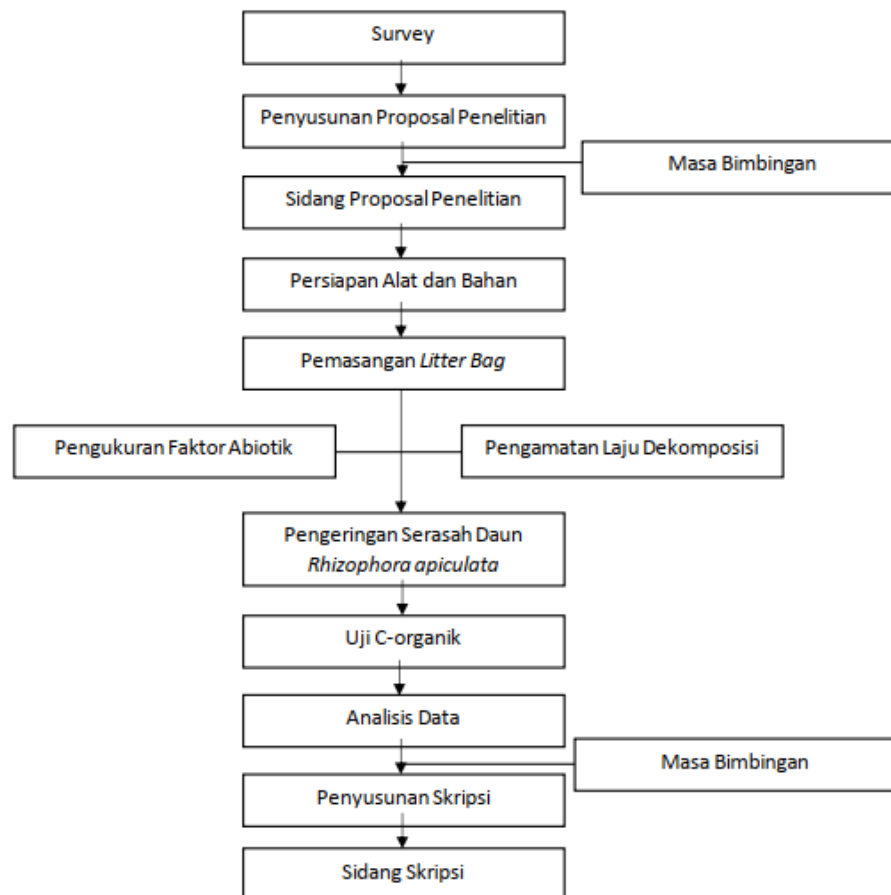 Survey
Penyusunan Proposal Penelitian
Masa Bimbingan
Sidang Proposal Penelitian
Persiapan Alat dan Bahan
Pemasangan Litter Bag
Pengukuran Faktor Abiotik
Pengamatan Laju Dekomposisi
Pengeringan Serasah Daun
Rhizophora apiculata
Uji C-organik
Analisis Data
Masa Bimbingan
Penyusunan Skripsi
Sidang Skripsi